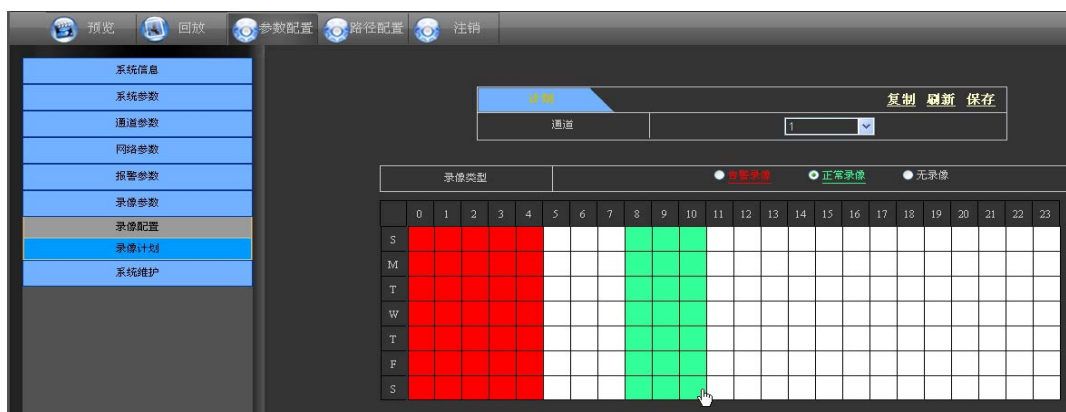 预览 回放 参数配置 路径配置 注销
系统信息
系统参数
通道参数
网络参数
报警参数
录像参数
录像配置
录像计划
系统维护
计划 复制 刷新 保存
通道 1
录像类型 告警录像 正常录像 无录像
0 1 2 3 4 5 6 7 8 9 10 11 12 13 14 15 16 17 18 19 20 21 22 23
S
M
T
W
T
F
S